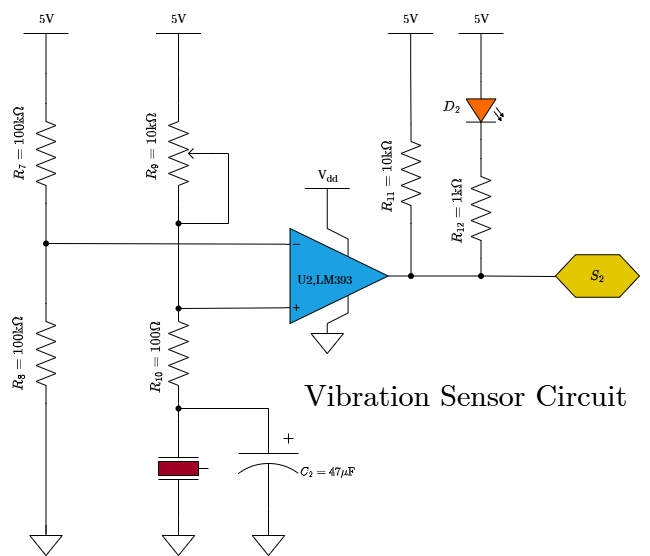 5V
5V
5V
5V
R7 = 100kΩ
R9 = 10kΩ
D2
R11 = 10kΩ
Vdd
R12 = 1kΩ
−
U2,LM393
+
S2
R8 = 100kΩ
R10 = 100Ω
Vibration Sensor Circuit
+
C2 = 47μF